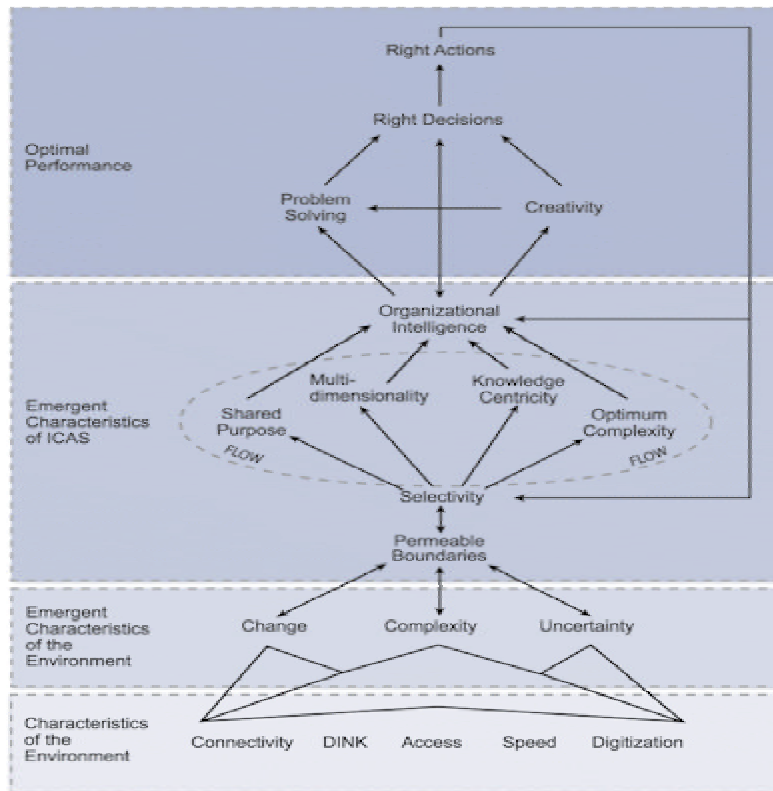 Right Actions
Right Decisions
Optimal
Performance
Problem
Solving
Creativity
Organizational
Intelligence
Multi-
dimensionality
Knowledge
Centricity
Emergent
Characteristics
of ICAS
Shared
Purpose
Optimum
Complexity
FLOW
FLOW
Selectivity
Permeable
Boundaries
Emergent
Characteristics
of the
Environment
Change
Complexity
Uncertainty
Characteristics
of the
Environment
Connectivity
DINK
Access
Speed
Digitization